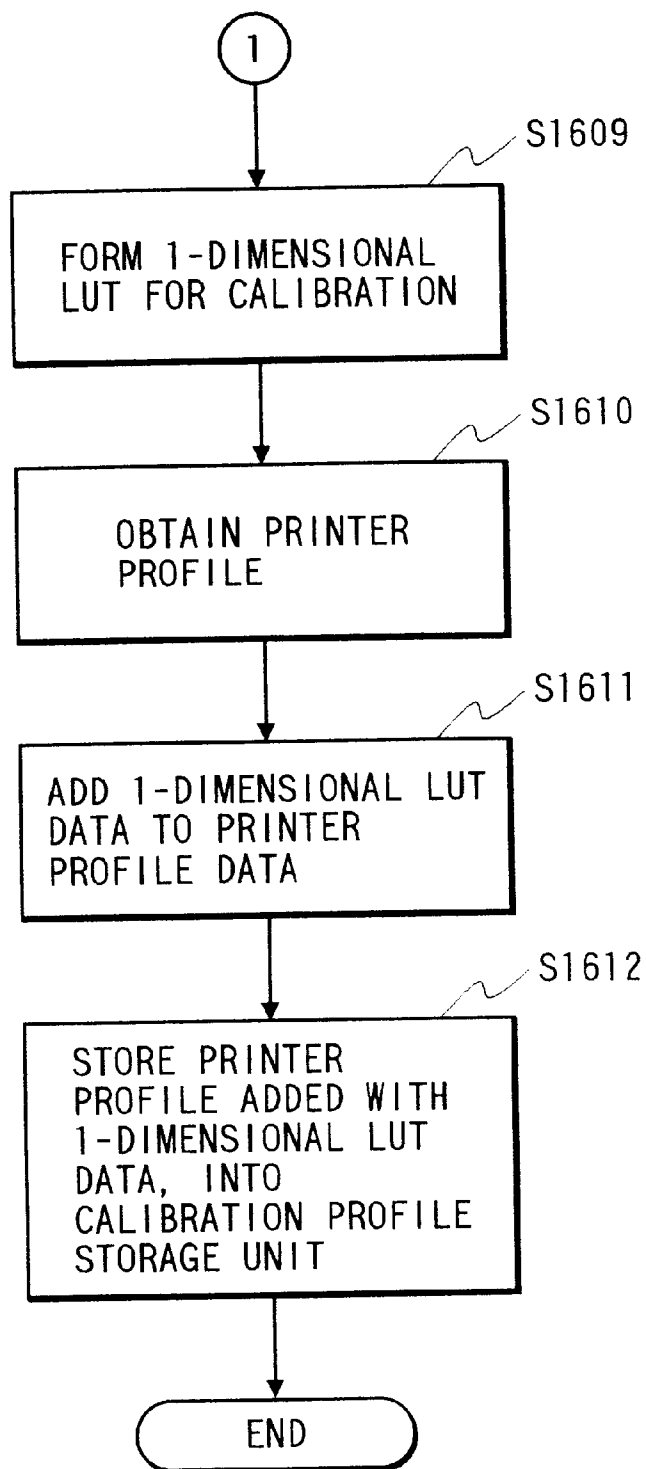 1
S1609
FORM 1-DIMENSIONAL
LUT FOR CALIBRATION
S1610
OBTAIN PRINTER
PROFILE
S1611
ADD 1-DIMENSIONAL LUT
DATA TO PRINTER
PROFILE DATA
S1612
STORE PRINTER
PROFILE ADDED WITH
1-DIMENSIONAL LUT
DATA, INTO
CALIBRATION PROFILE
STORAGE UNIT
END